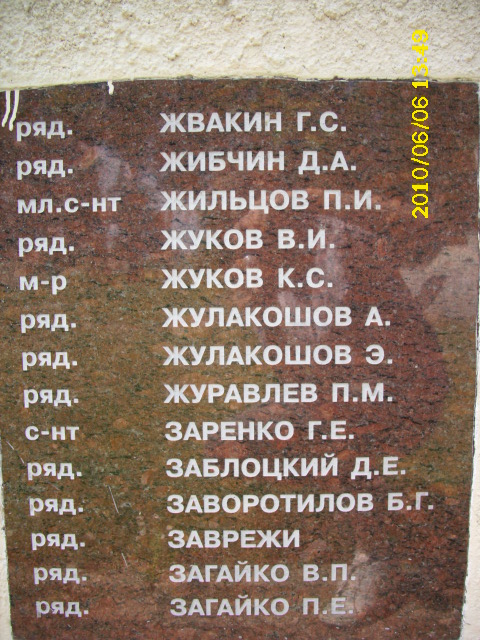 ряд. ЖВАКИН Г.С.
ряд. ЖИБЧИН Д.А.
мл.с-нт ЖИЛЬЦОВ П.И.
ряд. ЖУКОВ В.И.
м-р ЖУКОВ К.С.
ряд. ЖУЛАКОШОВ А.
ряд. ЖУЛАКОШОВ Э.
ряд. ЖУРАВЛЕВ П.М.
с-нт ЗАРЕНКО Г.Е.
ряд. ЗАБЛОЦКИЙ Д.Е.
ряд. ЗАВОРОТИЛОВ Б.Г.
ряд. ЗАВРЕЖИ
ряд. ЗАГАЙКО В.П.
ряд. ЗАГАЙКО П.Е.
2010/06/06 13:49